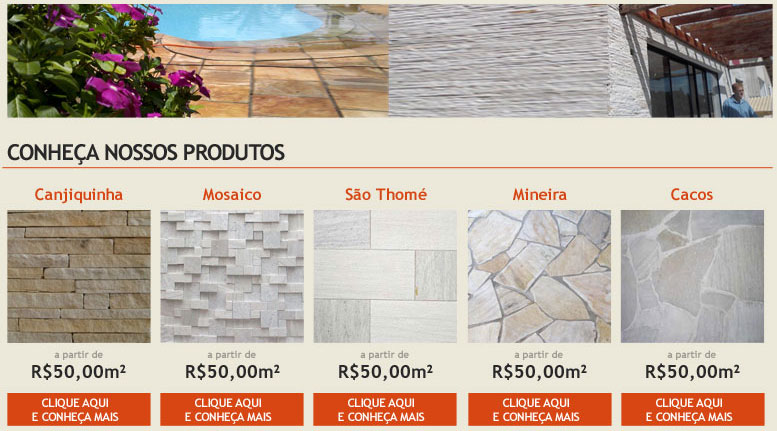 CONHEÇA NOSSOS PRODUTOS
Canjiquinha
Mosaico
São Thomé
Mineira
Cacos
a partir de
a partir de
a partir de
a partir de
a partir de
R$50,00m²
R$50,00m²
R$50,00m²
R$50,00m²
R$50,00m²
CLIQUE AQUI
E CONHEÇA MAIS
CLIQUE AQUI
E CONHEÇA MAIS
CLIQUE AQUI
E CONHEÇA MAIS
CLIQUE AQUI
E CONHEÇA MAIS
CLIQUE AQUI
E CONHEÇA MAIS